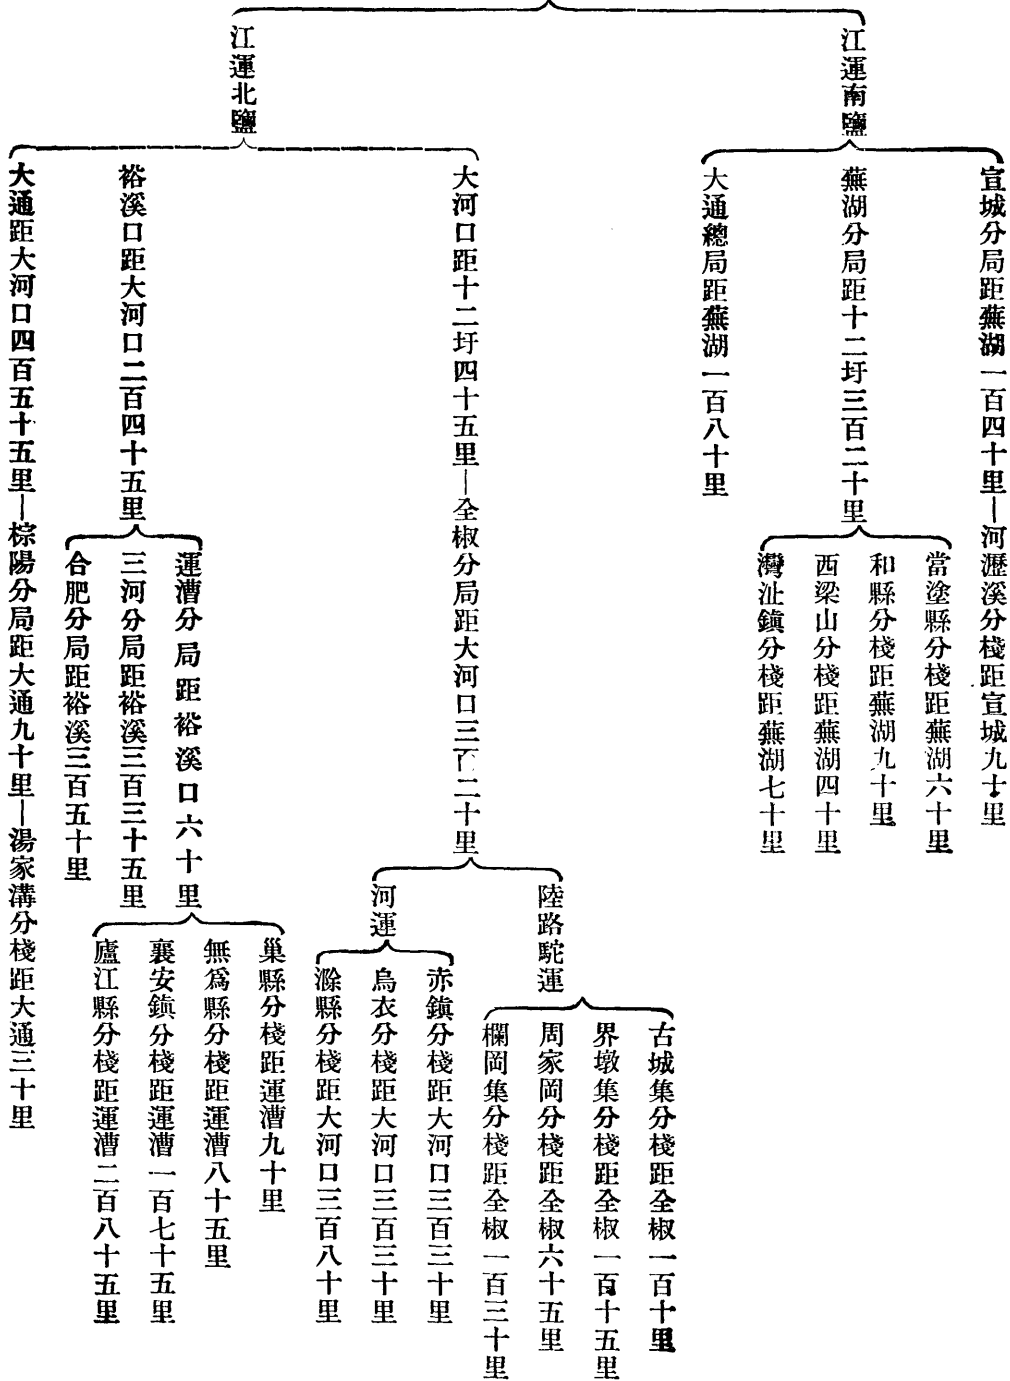 江運南鹽
宣城分局距蕪湖一百四十里—河瀝溪分棧距宣城九十里
蕪湖分局距十二圩三百二十里
當塗縣分棧距蕪湖六十里
和縣分棧距蕪湖九十里
西梁山分棧距蕪湖四十里
灣沚鎮分棧距蕪湖七十里
大通總局距蕪湖一百八十里
江運北鹽
大河口距十二圩四十五里—全椒分局距大河口三百二十里
陸路駝運
古城集分棧距全椒一百十里
界墩集分棧距全椒一百十五里
周家岡分棧距全椒六十五里
欄岡集分棧距全椒一百三十里
河運
赤鎮分棧距大河口三百三十里
烏衣分棧距大河口三百三十里
滁縣分棧距大河口三百八十里
裕溪口距大河口二百四十五里
運漕分局距裕溪口六十里
巢縣分棧距運漕九十里
無爲縣分棧距運漕八十五里
襄安鎮分棧距運漕一百七十五里
廬江縣分棧距運漕二百八十五里
三河分局距裕溪三百三十五里
合肥分局距裕溪三百五十里
大通距大河口四百五十五里—棕陽分局距大通九十里—湯家溝分棧距大通三十里